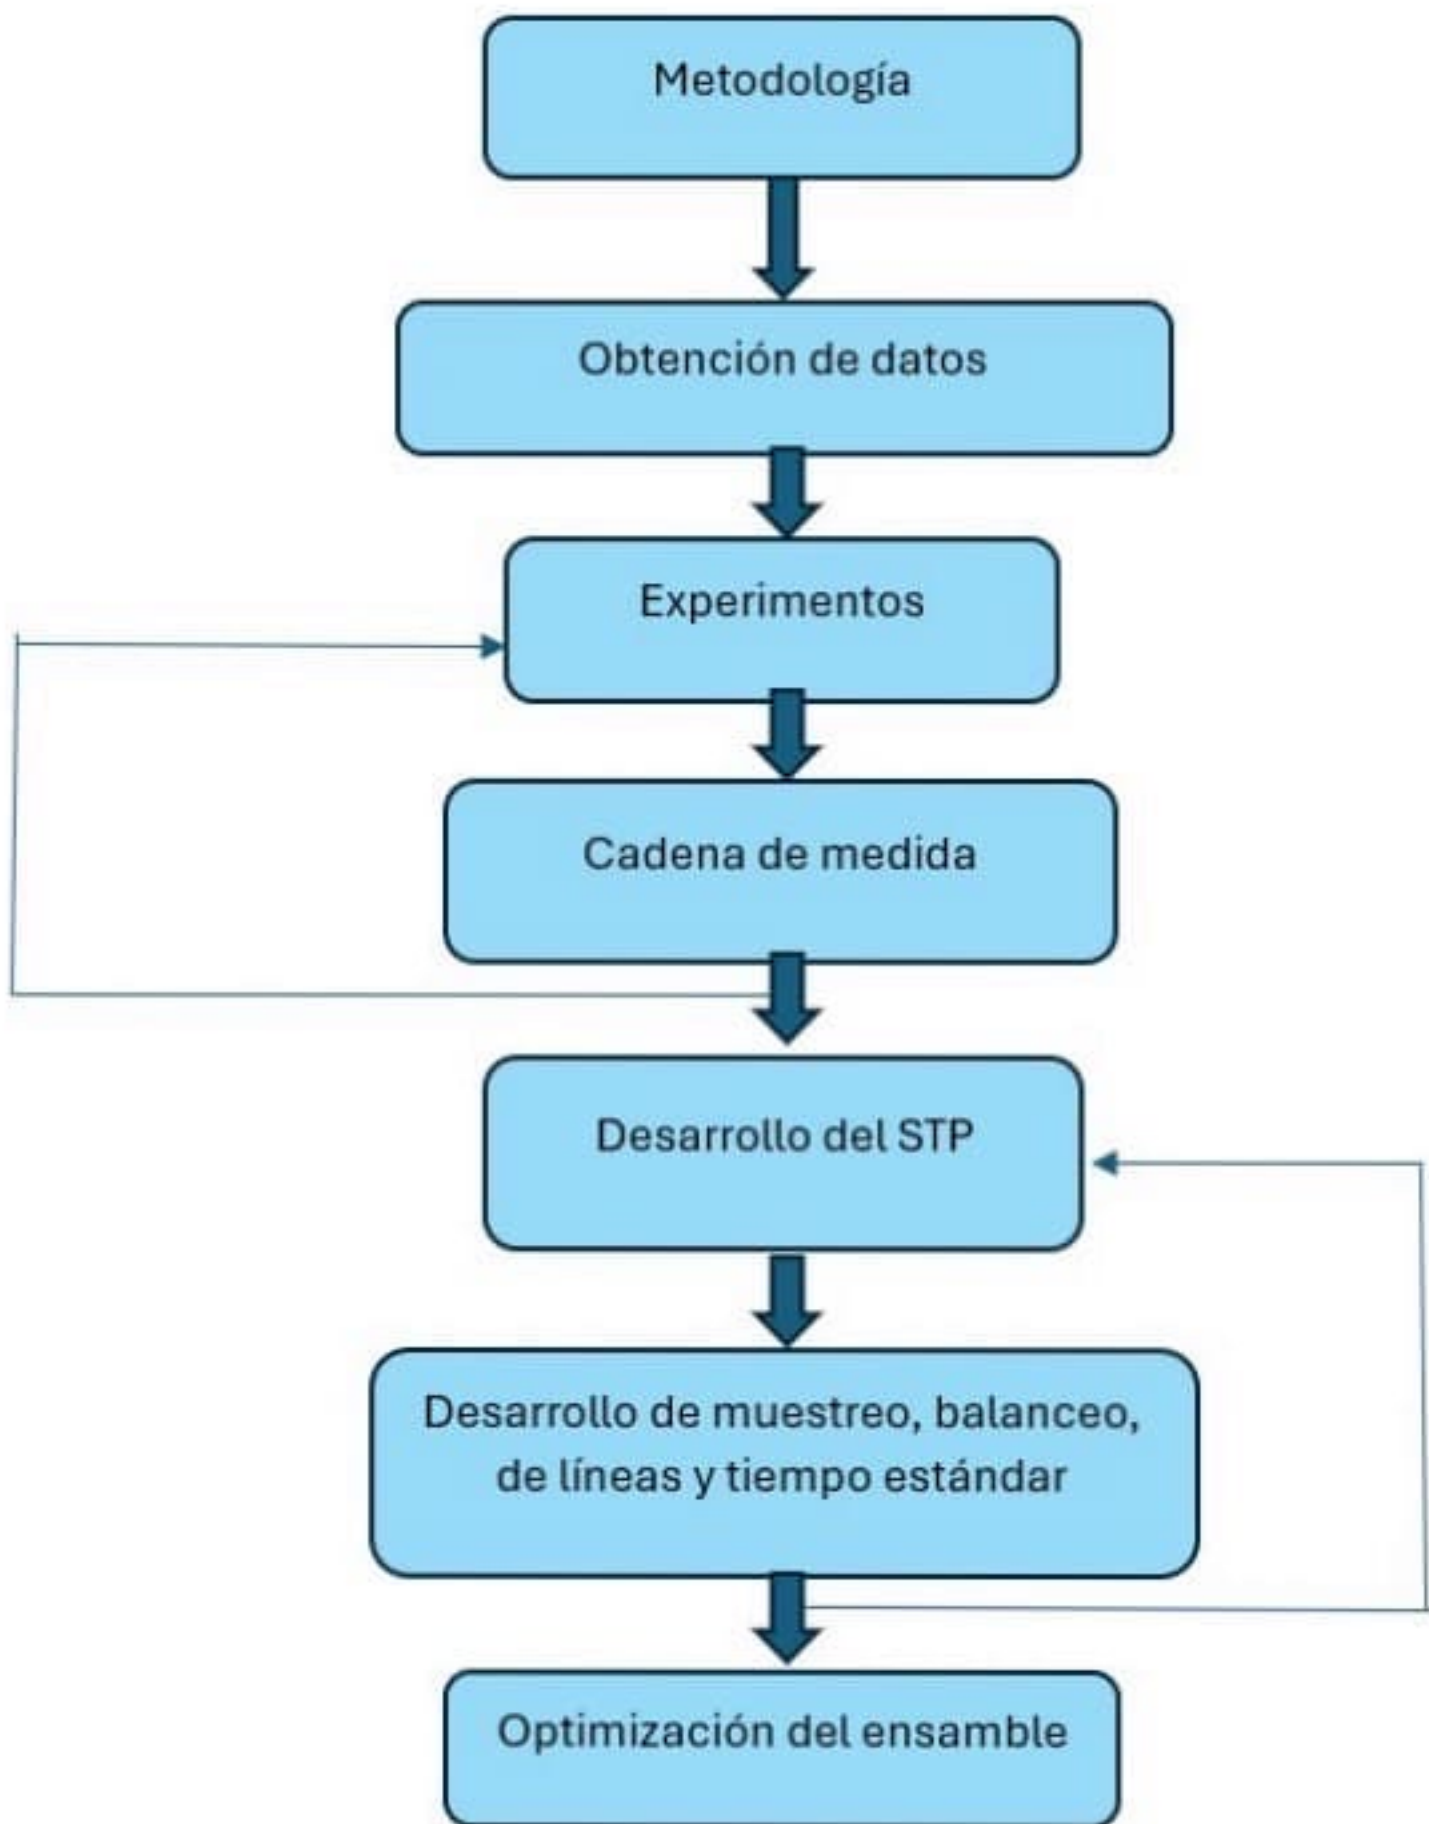 Metodología
Obtención de datos
Experimentos
Cadena de medida
Desarrollo del STP
Desarrollo de muestreo, balanceo,
de líneas y tiempo estándar
Optimización del ensamble